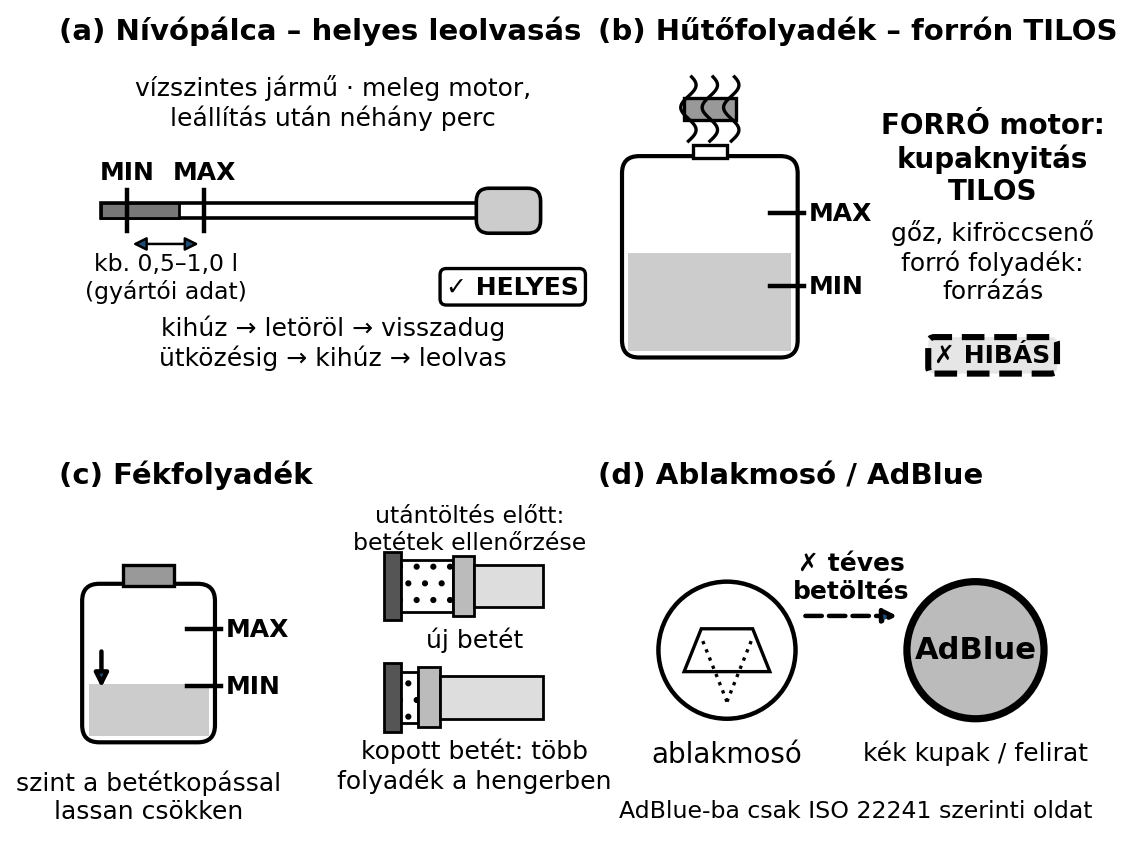 (a) Nívópálca – helyes leolvasás
vízszintes jármű · meleg motor,
leállítás után néhány perc
MIN MAX
kb. 0,5–1,0 l
(gyártói adat)
✓ HELYES
kihúz → letöröl → visszadug
ütközésig → kihúz → leolvas
(b) Hűtőfolyadék – forrón TILOS
MAX
MIN
FORRÓ motor:
kupaknyitás
TILOS
gőz, kifröccsenő
forró folyadék:
forrázás
✗ HIBÁS
(c) Fékfolyadék
utántöltés előtt:
betétek ellenőrzése
MAX
MIN
új betét
kopott betét: több
folyadék a hengerben
szint a betétkopással
lassan csökken
(d) Ablakmosó / AdBlue
✗ téves
betöltés
AdBlue
ablakmosó
kék kupak / felirat
AdBlue-ba csak ISO 22241 szerinti oldat